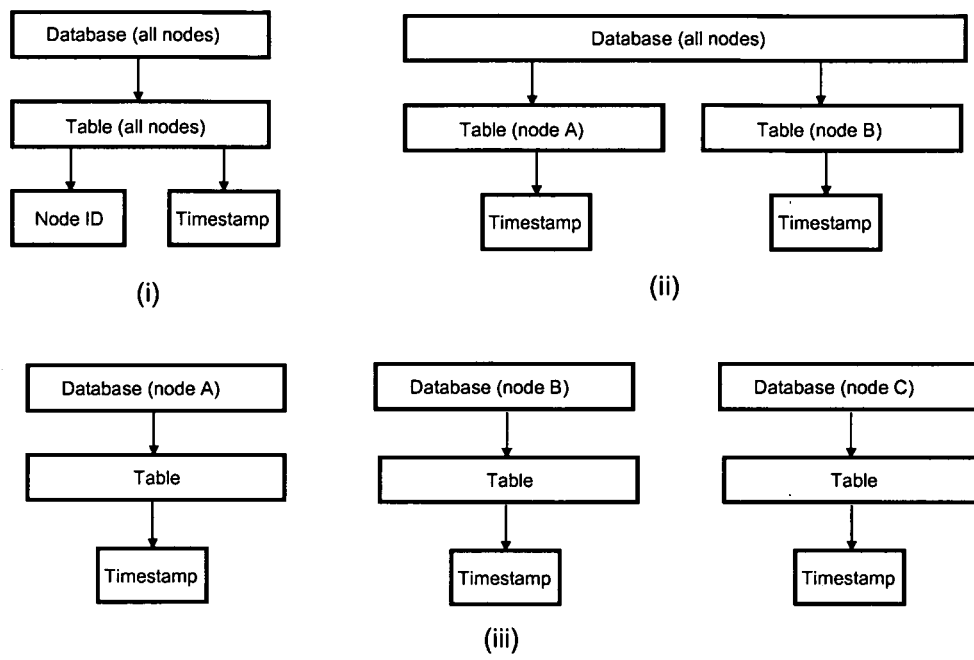 Database (all nodes)
Table (all nodes)
Node ID
Timestamp
(i)
Database (all nodes)
Table (node A)
Table (node B)
Timestamp
Timestamp
(ii)
Database (node A)
Database (node B)
Database (node C)
Table
Table
Table
Timestamp
Timestamp
Timestamp
(iii)